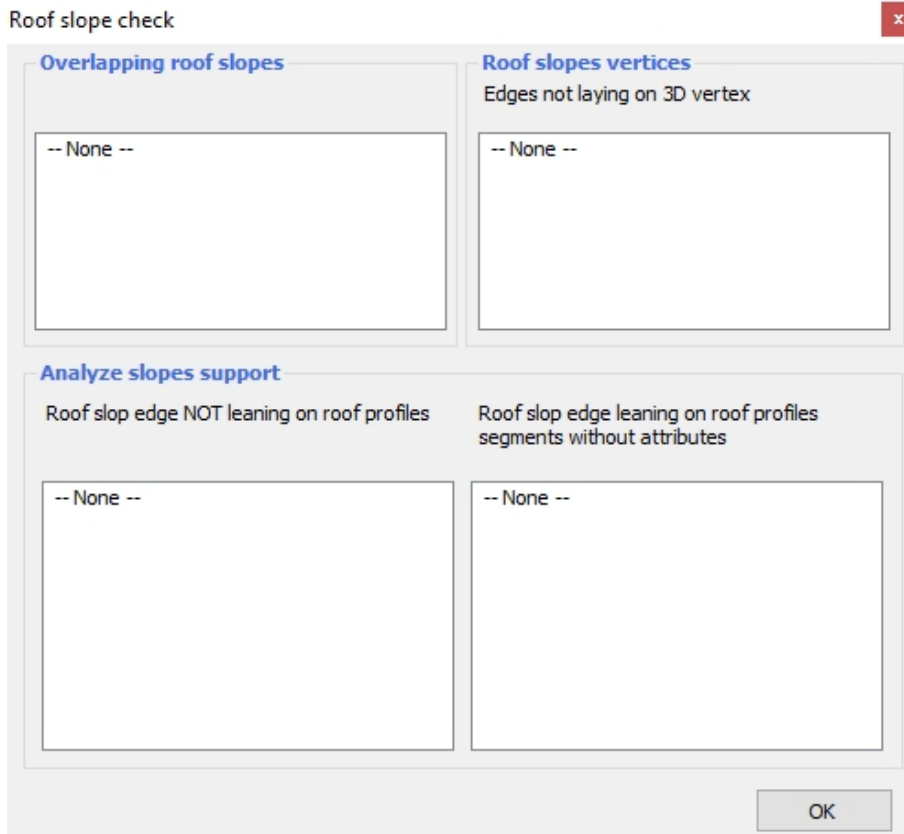 Roof slope check
x
Overlapping roof slopes
-- None --
Roof slopes vertices
Edges not laying on 3D vertex
-- None --
Analyze slopes support
Roof slop edge NOT leaning on roof profiles
-- None --
Roof slop edge leaning on roof profiles
segments without attributes
-- None --
OK